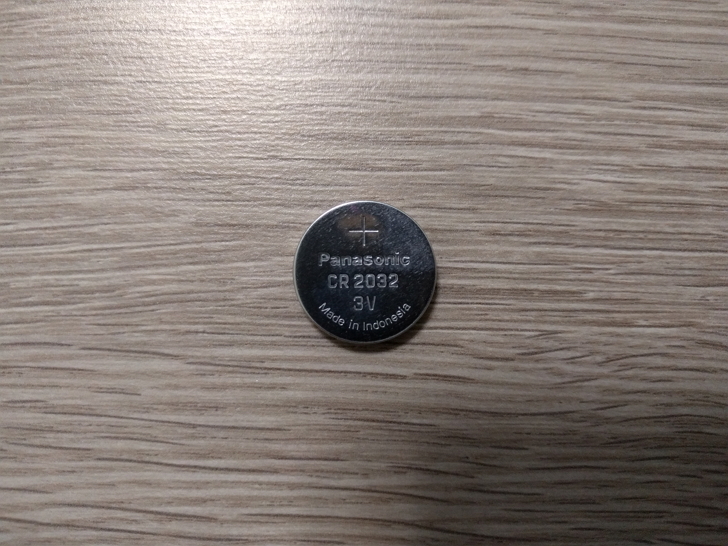 +
Panasonic
CR 2032
3V
Made in Indonesia